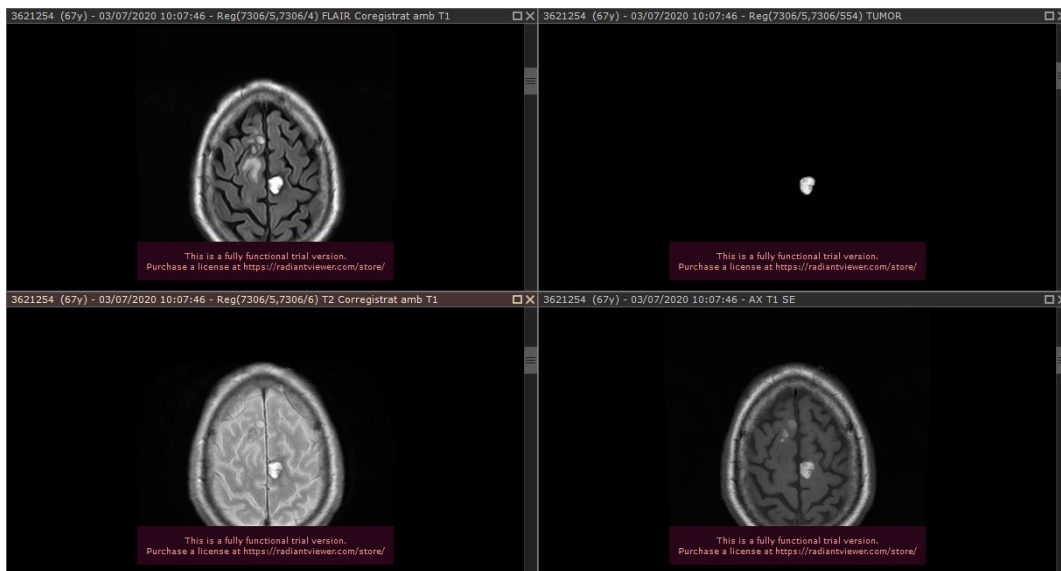 3621254 (67y) - 03/07/2020 10:07:46 - Reg(7306/5,7306/4) FLAIR Coregistrat amb T1
3621254 (67y) - 03/07/2020 10:07:46 - Reg(7306/5,7306/554) TUMOR
This is a fully functional trial version.
Purchase a license at https://radiantviewer.com/store/
This is a fully functional trial version.
Purchase a license at https://radiantviewer.com/store/
3621254 (67y) - 03/07/2020 10:07:46 - Reg(7306/5,7306/6) T2 Corregistrat amb T1
3621254 (67y) - 03/07/2020 10:07:46 - AX T1 SE
This is a fully functional trial version.
Purchase a license at https://radiantviewer.com/store/
This is a fully functional trial version.
Purchase a license at https://radiantviewer.com/store/